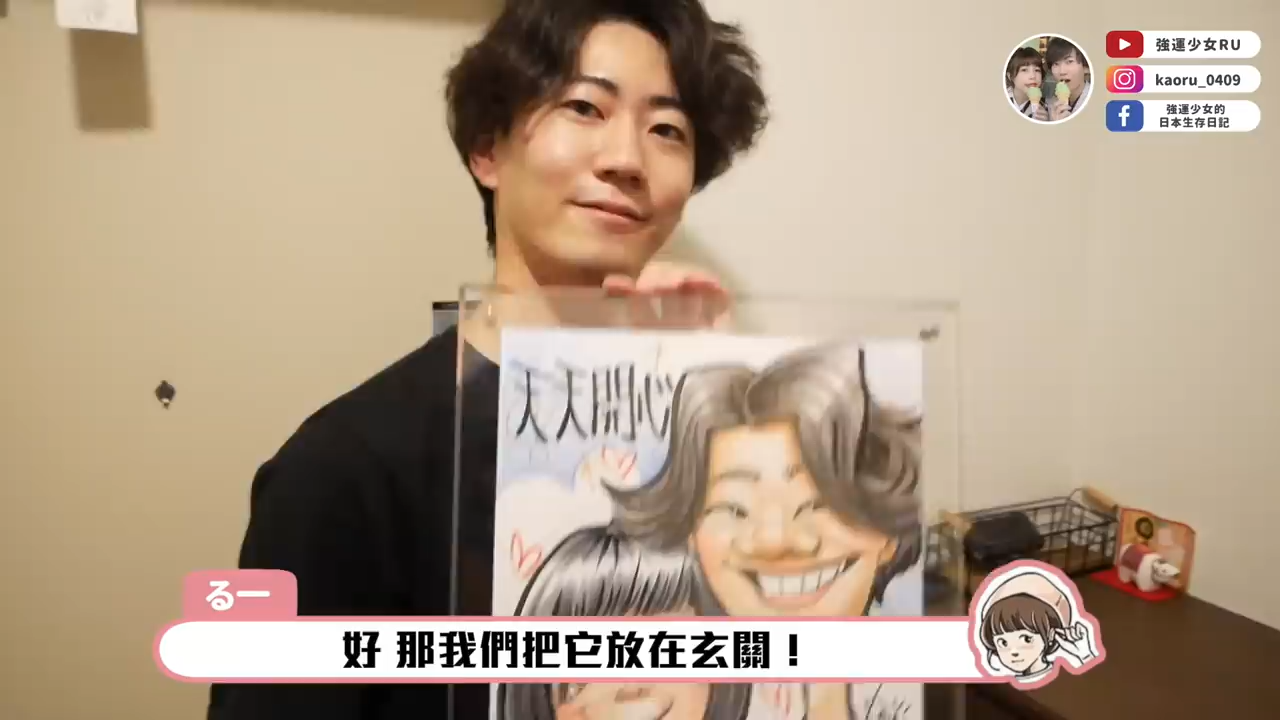 強運少女RU
kaoru_0409
強運少女的
日本生存日記
天天開心
るー
好 那我們把它放在玄關！